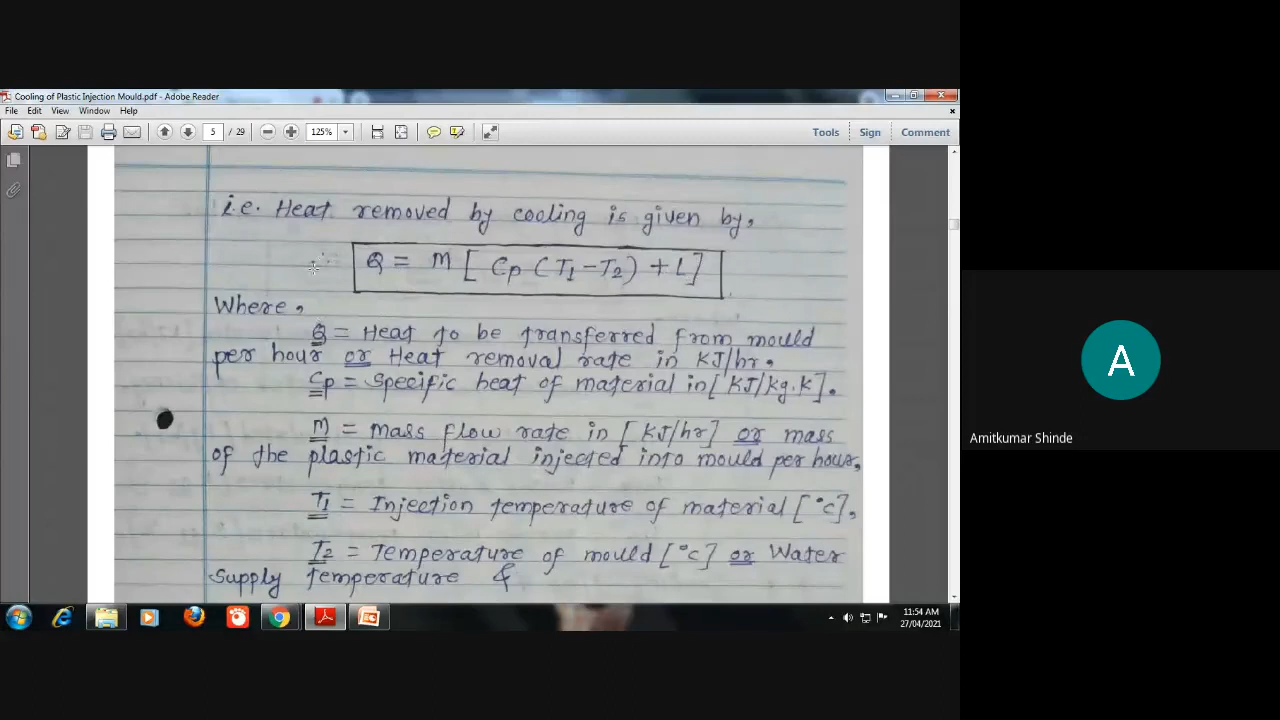 Cooling of Plastic Injection Mould.pdf - Adobe Reader
File Edit View Window Help
5 / 29 125% Tools Sign Comment
i.e. Heat removed by cooling is given by,
∴ Q = M [ Cp (T1 - T2) + L ]
Where,
Q = Heat to be transferred from mould
per hour or Heat removal rate in KJ/hr.
Cp = Specific heat of material in [ KJ/kg.K ].
M = Mass flow rate in [ KJ/hr ] or mass
of the plastic material injected into mould per hour,
T1 = Injection temperature of material [ °c ],
T2 = Temperature of mould [ °c ] or Water
Supply temperature &
11:54 AM
27/04/2021
A
Amitkumar Shinde